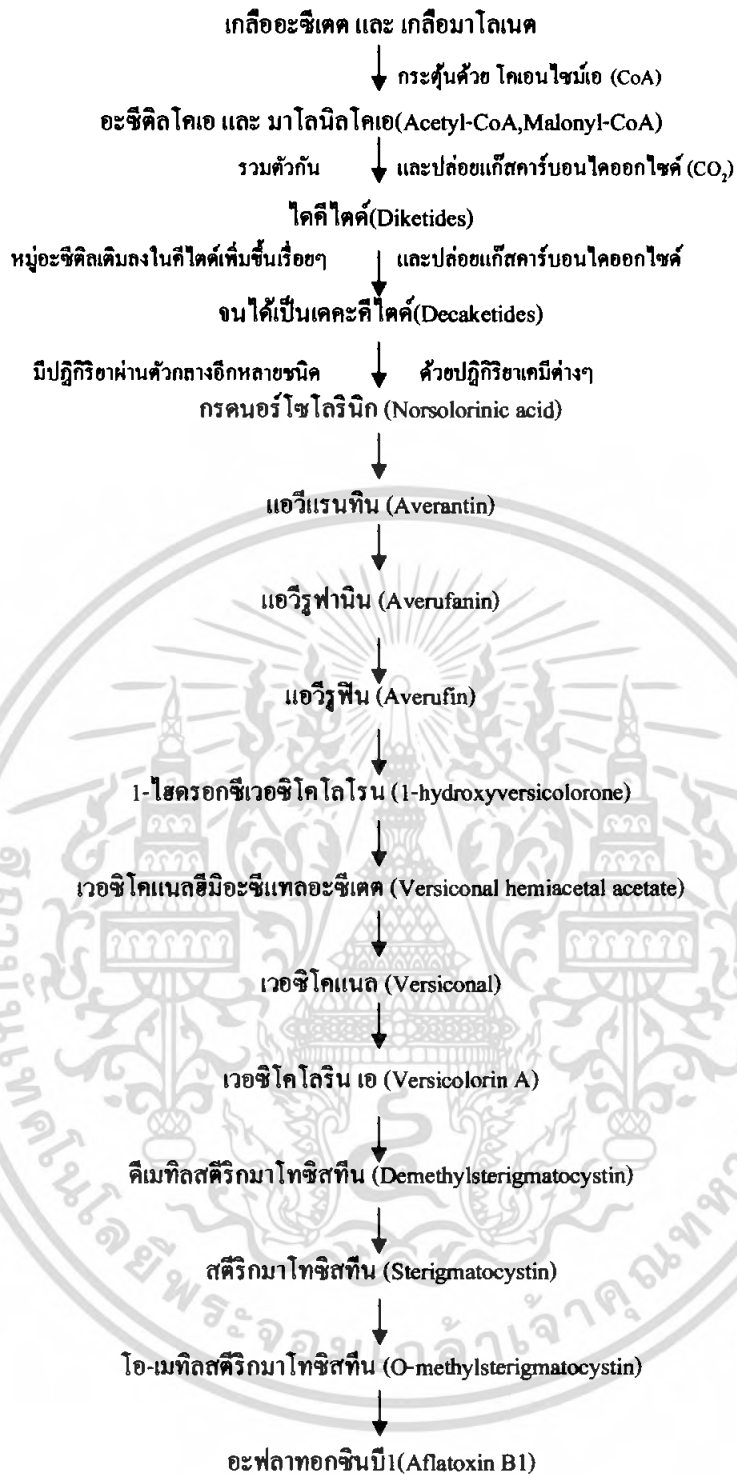 เกลืออะซีเตต และ เกลือมาโลเนต
กระตุ้นด้วย โคเอนไซม์เอ (CoA)
อะซีติลโคเอ และ มาโลนิลโคเอ(Acetyl-CoA,Malonyl-CoA)
รวมตัวกัน และปล่อยแก๊สคาร์บอนไดออกไซด์ (CO₂)
ไดคีไตด์(Diketides)
หมู่อะซีติลเติมลงในคีไตด์เพิ่มขึ้นเรื่อยๆ และปล่อยแก๊สคาร์บอนไดออกไซด์
จนได้เป็นเดคะคีไตด์(Decaketides)
มีปฏิกิริยาผ่านตัวกลางอีกหลายชนิด ด้วยปฏิกิริยาเคมีต่างๆ
กรดนอร์โซโลรินิก (Norsolorinic acid)
แอวีแรนทิน (Averantin)
แอวีรูฟานิน (Averufanin)
แอวีรูฟิน (Averufin)
1-ไฮดรอกซีเวอซิโคโลโรน (1-hydroxyversicolorone)
เวอซิโคแนลฮีมิอะซีแทลอะซีเตต (Versiconal hemiacetal acetate)
เวอซิโคแนล (Versiconal)
เวอซิโคโลริน เอ (Versicolorin A)
ดีเมทิลสตีริกมาโทซิสทีน (Demethylsterigmatocystin)
สตีริกมาโทซิสทีน (Sterigmatocystin)
โอ-เมทิลสตีริกมาโทซิสทีน (O-methylsterigmatocystin)
อะฟลาทอกซินบี1(Aflatoxin B1)